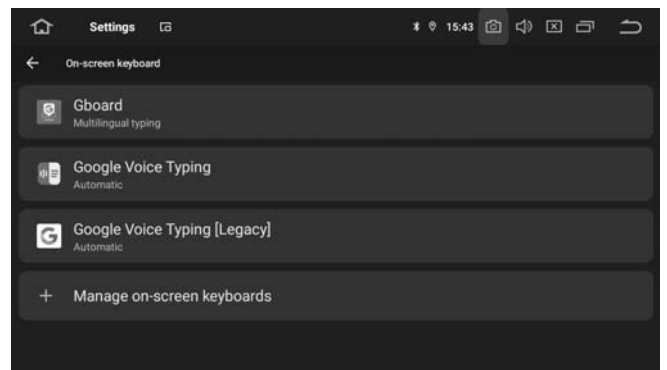 Settings
15:43
On-screen keyboard
Gboard
Multilingual typing
Google Voice Typing
Automatic
Google Voice Typing [Legacy]
Automatic
Manage on-screen keyboards